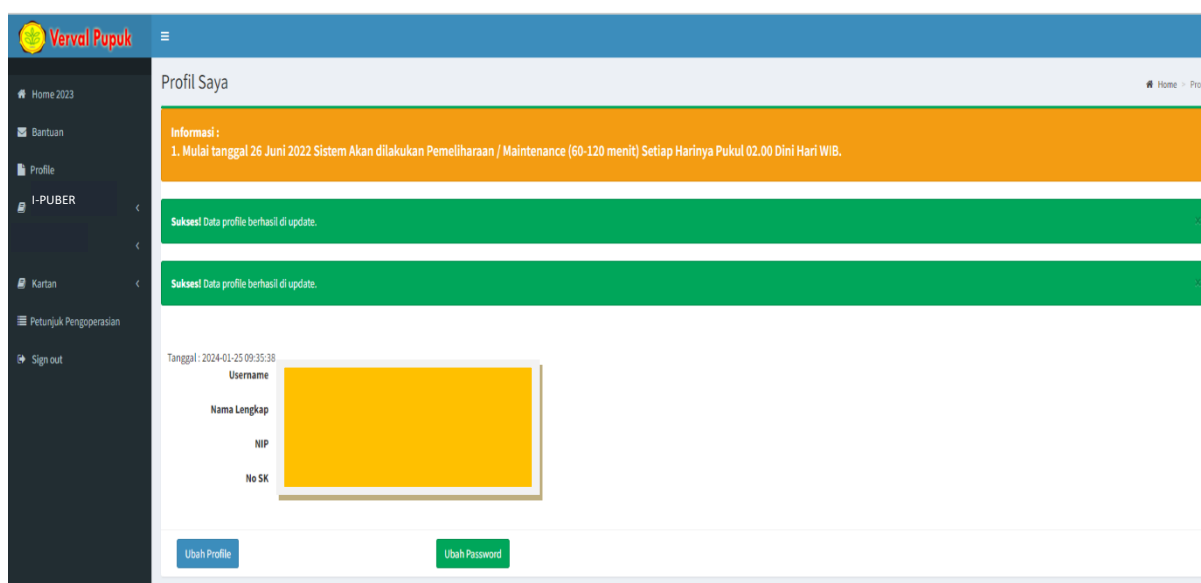 Verval Pupuk
Profil Saya
Home > Pro
Home 2023
Bantuan
Profile
I-PUBER
Kartan
Petunjuk Pengoperasian
Sign out
Informasi :
1. Mulai tanggal 26 Juni 2022 Sistem Akan dilakukan Pemeliharaan / Maintenance (60-120 menit) Setiap Harinya Pukul 02.00 Dini Hari WIB.
Sukses! Data profile berhasil di update.
Sukses! Data profile berhasil di update.
Tanggal : 2024-01-25 09:35:38
Username
Nama Lengkap
NIP
No SK
Ubah Profile
Ubah Password